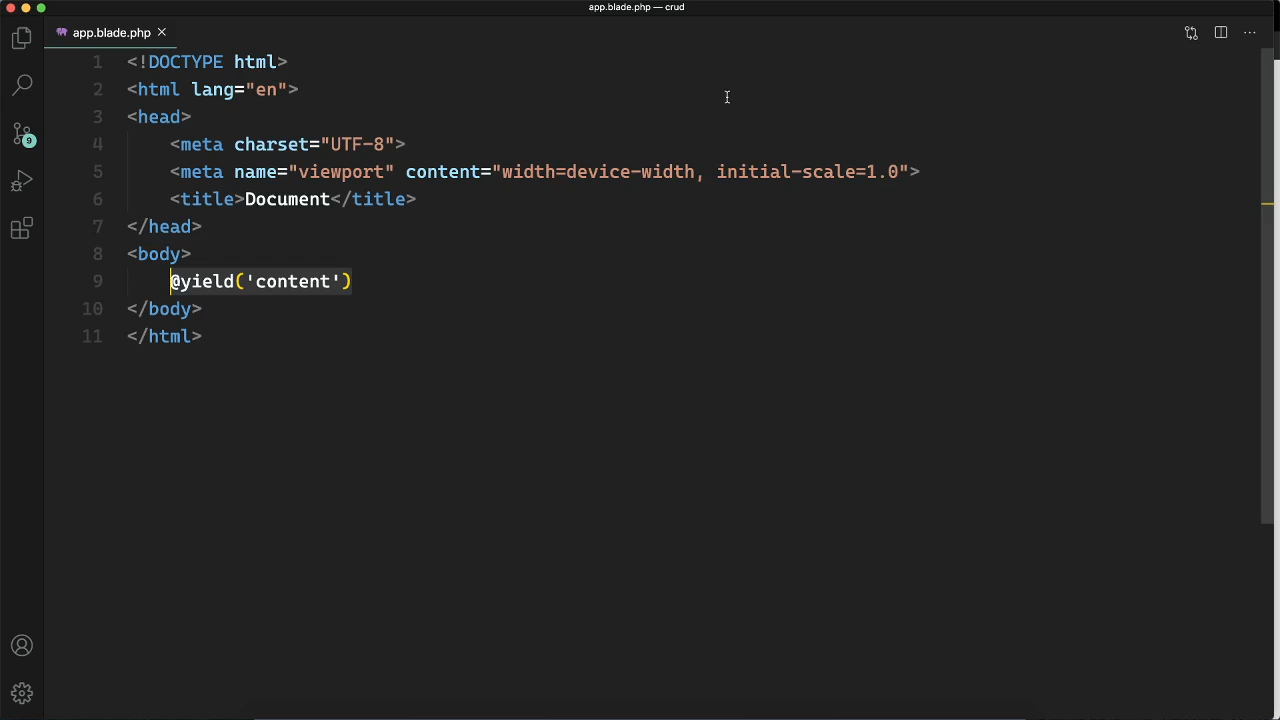 app.blade.php — crud
app.blade.php
1 <!DOCTYPE html>
2 <html lang="en">
3 <head>
4 <meta charset="UTF-8">
5 <meta name="viewport" content="width=device-width, initial-scale=1.0">
6 <title>Document</title>
7 </head>
8 <body>
9 @yield('content')
10 </body>
11 </html>
9